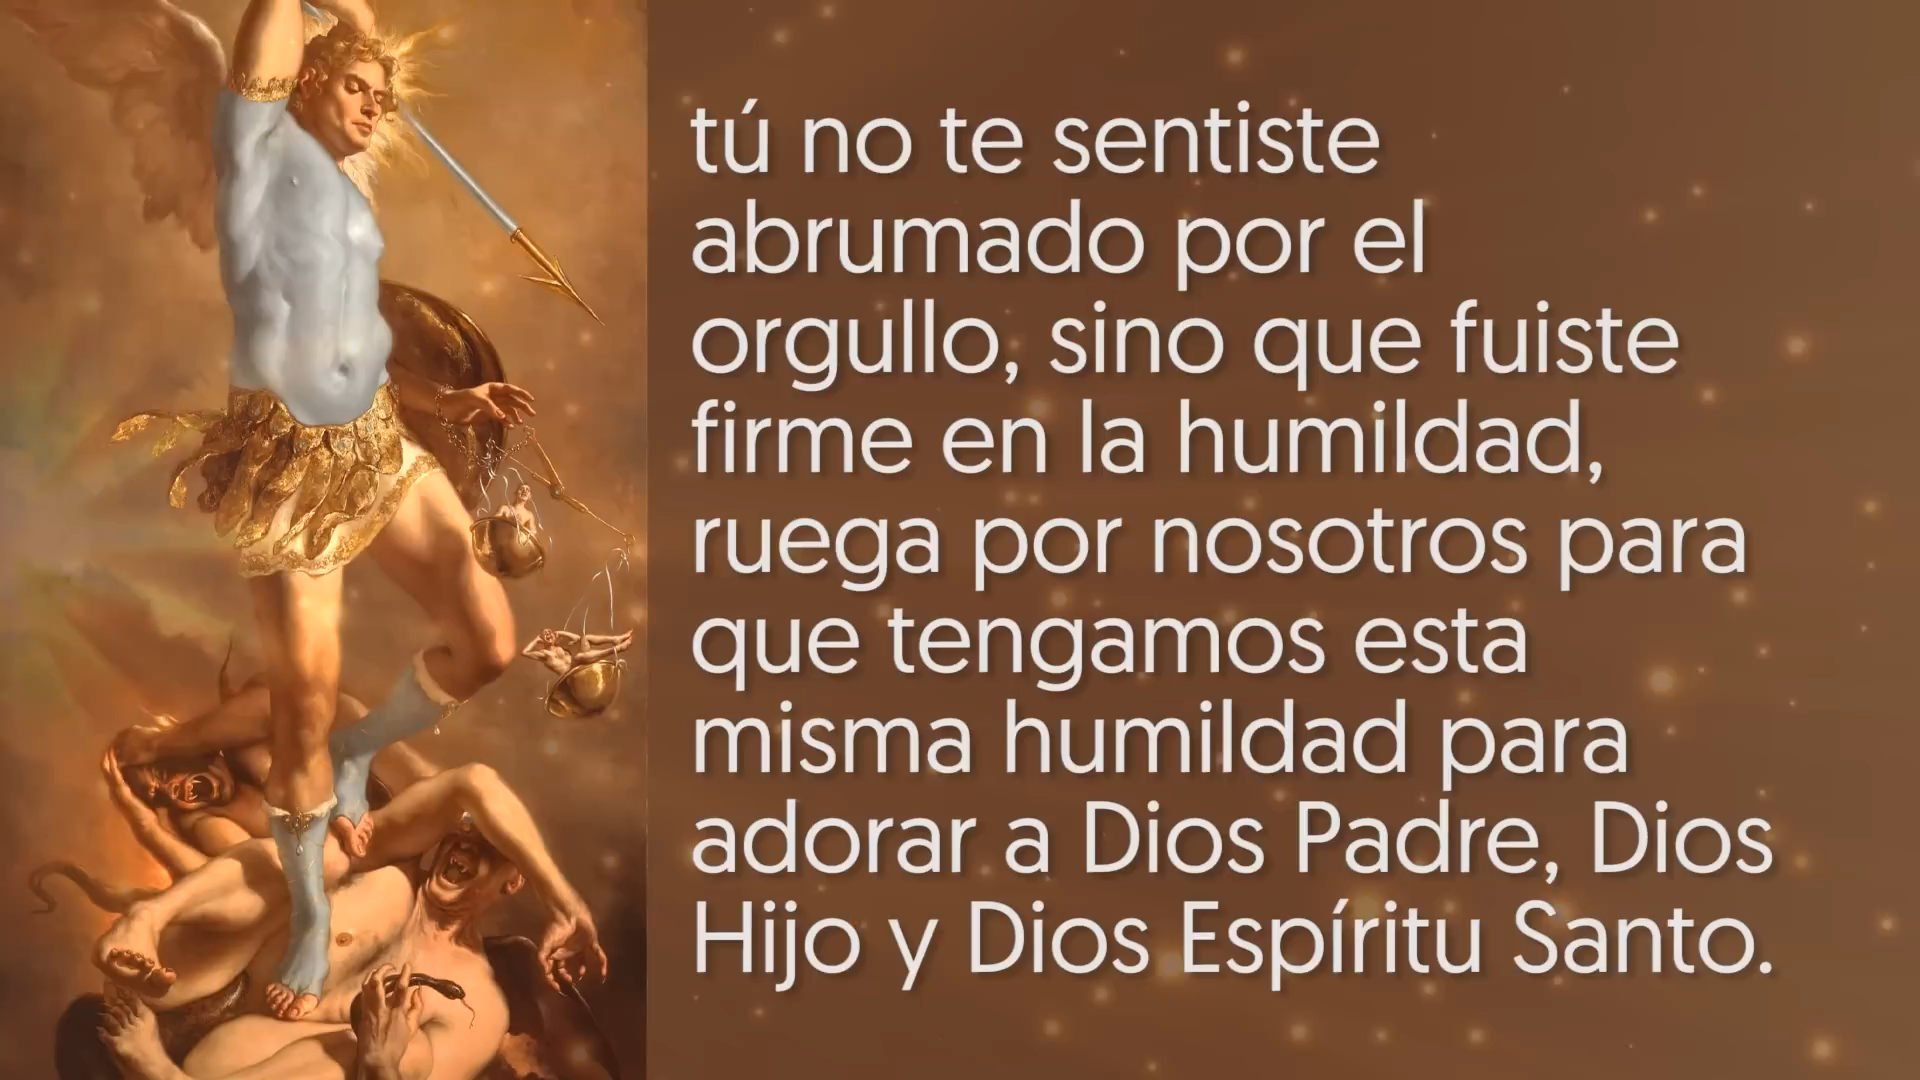 tú no te sentiste
abrumado por el
orgullo, sino que fuiste
firme en la humildad,
ruega por nosotros para
que tengamos esta
misma humildad para
adorar a Dios Padre, Dios
Hijo y Dios Espíritu Santo.